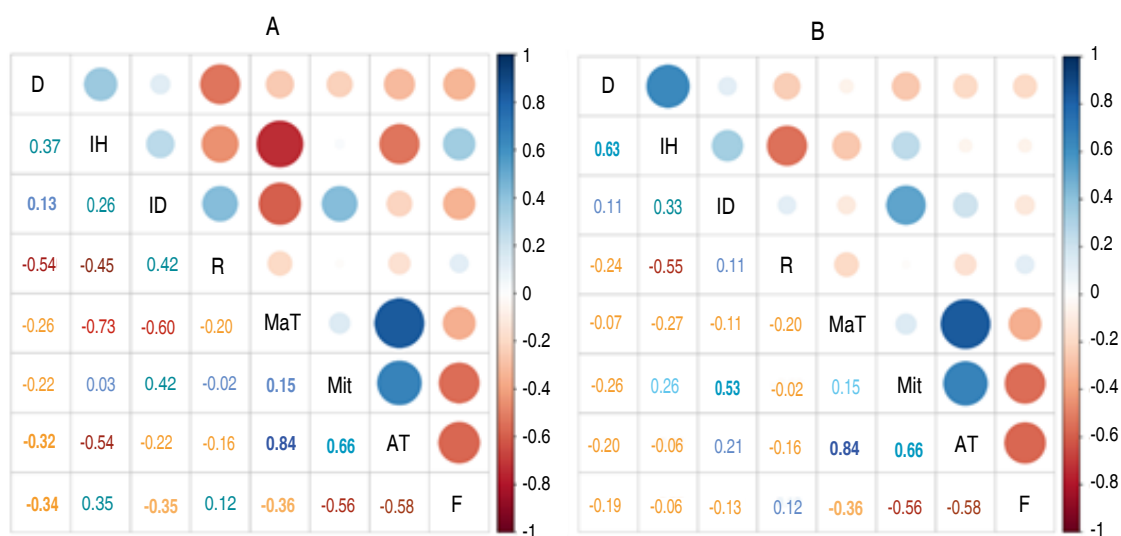 A
D
0.37 IH
0.13 0.26 ID
-0.54 -0.45 0.42 R
-0.26 -0.73 -0.60 -0.20 MaT
-0.22 0.03 0.42 -0.02 0.15 Mit
-0.32 -0.54 -0.22 -0.16 0.84 0.66 AT
-0.34 0.35 -0.35 0.12 -0.36 -0.56 -0.58 F
1
0.8
0.6
0.4
0.2
0
-0.2
-0.4
-0.6
-0.8
-1
B
D
0.63 IH
0.11 0.33 ID
-0.24 -0.55 0.11 R
-0.07 -0.27 -0.11 -0.20 MaT
-0.26 0.26 0.53 -0.02 0.15 Mit
-0.20 -0.06 0.21 -0.16 0.84 0.66 AT
-0.19 -0.06 -0.13 0.12 -0.36 -0.56 -0.58 F
1
0.8
0.6
0.4
0.2
0
-0.2
-0.4
-0.6
-0.8
-1